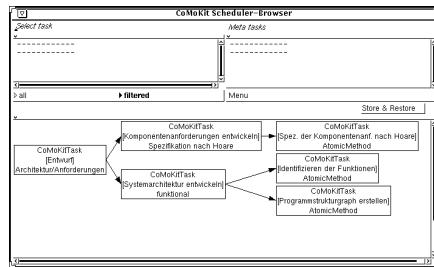 CoMoKit Scheduler-Browser
Select task
Meta tasks
all
filtered
Menu
Store & Restore
CoMoKitTask
[Komponentenanforderungen entwickeln]
Spezifikation nach Hoare
CoMoKitTask
[Spez. der Komponentenanf. nach Hoare]
AtomicMethod
CoMoKitTask
[Entwurf]
Architektur/Anforderungen
CoMoKitTask
[Identifizieren der Funktionen]
AtomicMethod
CoMoKitTask
[Systemarchitektur entwickeln]
funktional
CoMoKitTask
[Programmstrukturgraph erstellen]
AtomicMethod